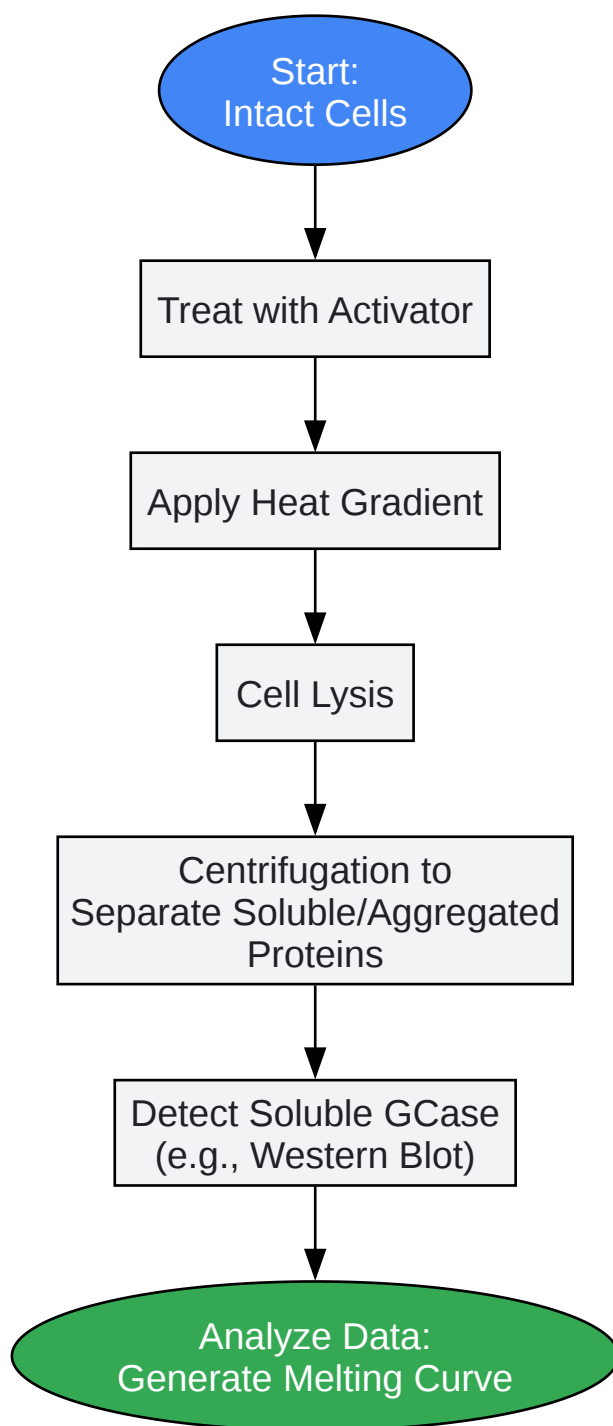 Start:
Intact Cells
Treat with Activator
Apply Heat Gradient
Cell Lysis
Centrifugation to
Separate Soluble/Aggregated
Proteins
Detect Soluble GCase
(e.g., Western Blot)
Analyze Data:
Generate Melting Curve